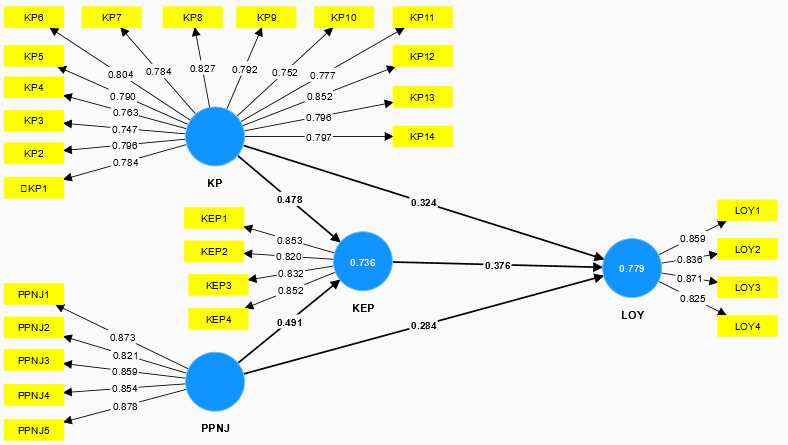 KP6
KP7
KP8
KP9
KP10
KP11
KP5
KP12
KP4
KP13
KP3
KP14
KP2
KP1
0.804
0.784
0.827
0.792
0.752
0.777
0.790
0.852
0.763
0.796
0.747
0.797
0.796
0.784
KP
0.478
0.324
KEP1
KEP2
KEP3
KEP4
0.853
0.820
0.832
0.852
0.736
KEP
0.376
0.491
0.284
LOY1
LOY2
LOY3
LOY4
0.859
0.836
0.871
0.825
0.779
LOY
PPNJ1
PPNJ2
PPNJ3
PPNJ4
PPNJ5
0.873
0.821
0.859
0.854
0.878
PPNJ